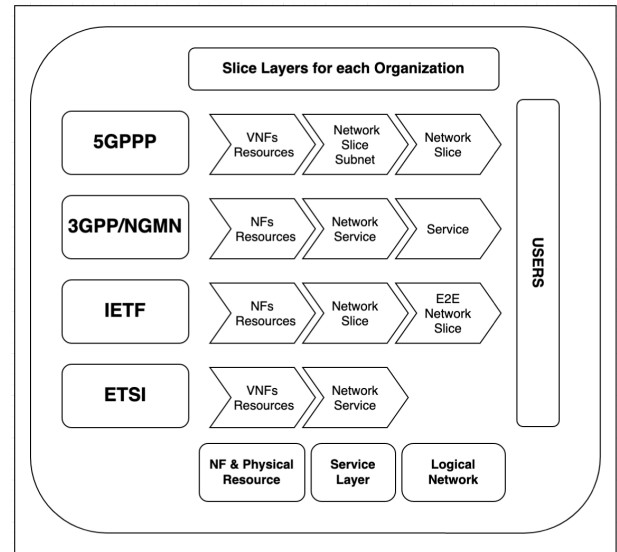 Slice Layers for each Organization
5GPPP
VNFs
Resources
Network
Slice
Subnet
Network
Slice
3GPP/NGMN
NFs
Resources
Network
Service
Service
IETF
NFs
Resources
Network
Slice
E2E
Network
Slice
ETSI
VNFs
Resources
Network
Service
USERS
NF & Physical
Resource
Service
Layer
Logical
Network